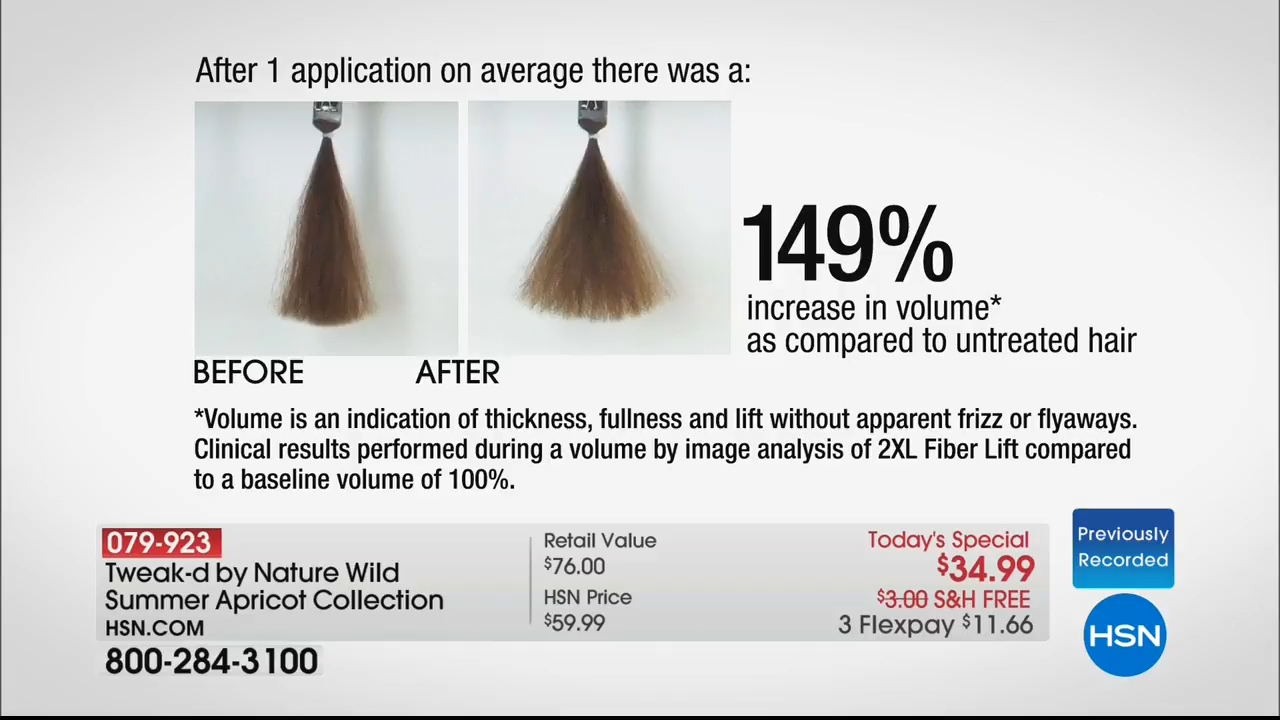 After 1 application on average there was a:
149%
increase in volume*
as compared to untreated hair
BEFORE
AFTER
*Volume is an indication of thickness, fullness and lift without apparent frizz or flyaways.
Clinical results performed during a volume by image analysis of 2XL Fiber Lift compared
to a baseline volume of 100%.
079-923
Tweak-d by Nature Wild
Summer Apricot Collection
HSN.COM
800-284-3100
Retail Value
$76.00
HSN Price
$59.99
Today's Special
$34.99
$3.00 S&H FREE
3 Flexpay $11.66
Previously
Recorded
HSN